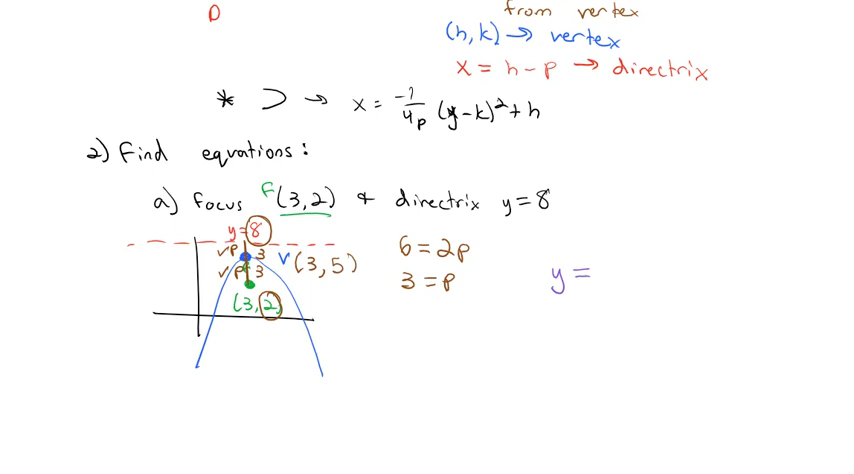 from vertex
D
(h, k) → vertex
x = h - p → directrix
* ⊃ → x = -1/4p (y - k)² + h
2) Find equations:
a) focus F(3, 2) + directrix y = 8
y = 8
p 3
V (3, 5)
p 3
(3, 2)
6 = 2p
3 = p
y =